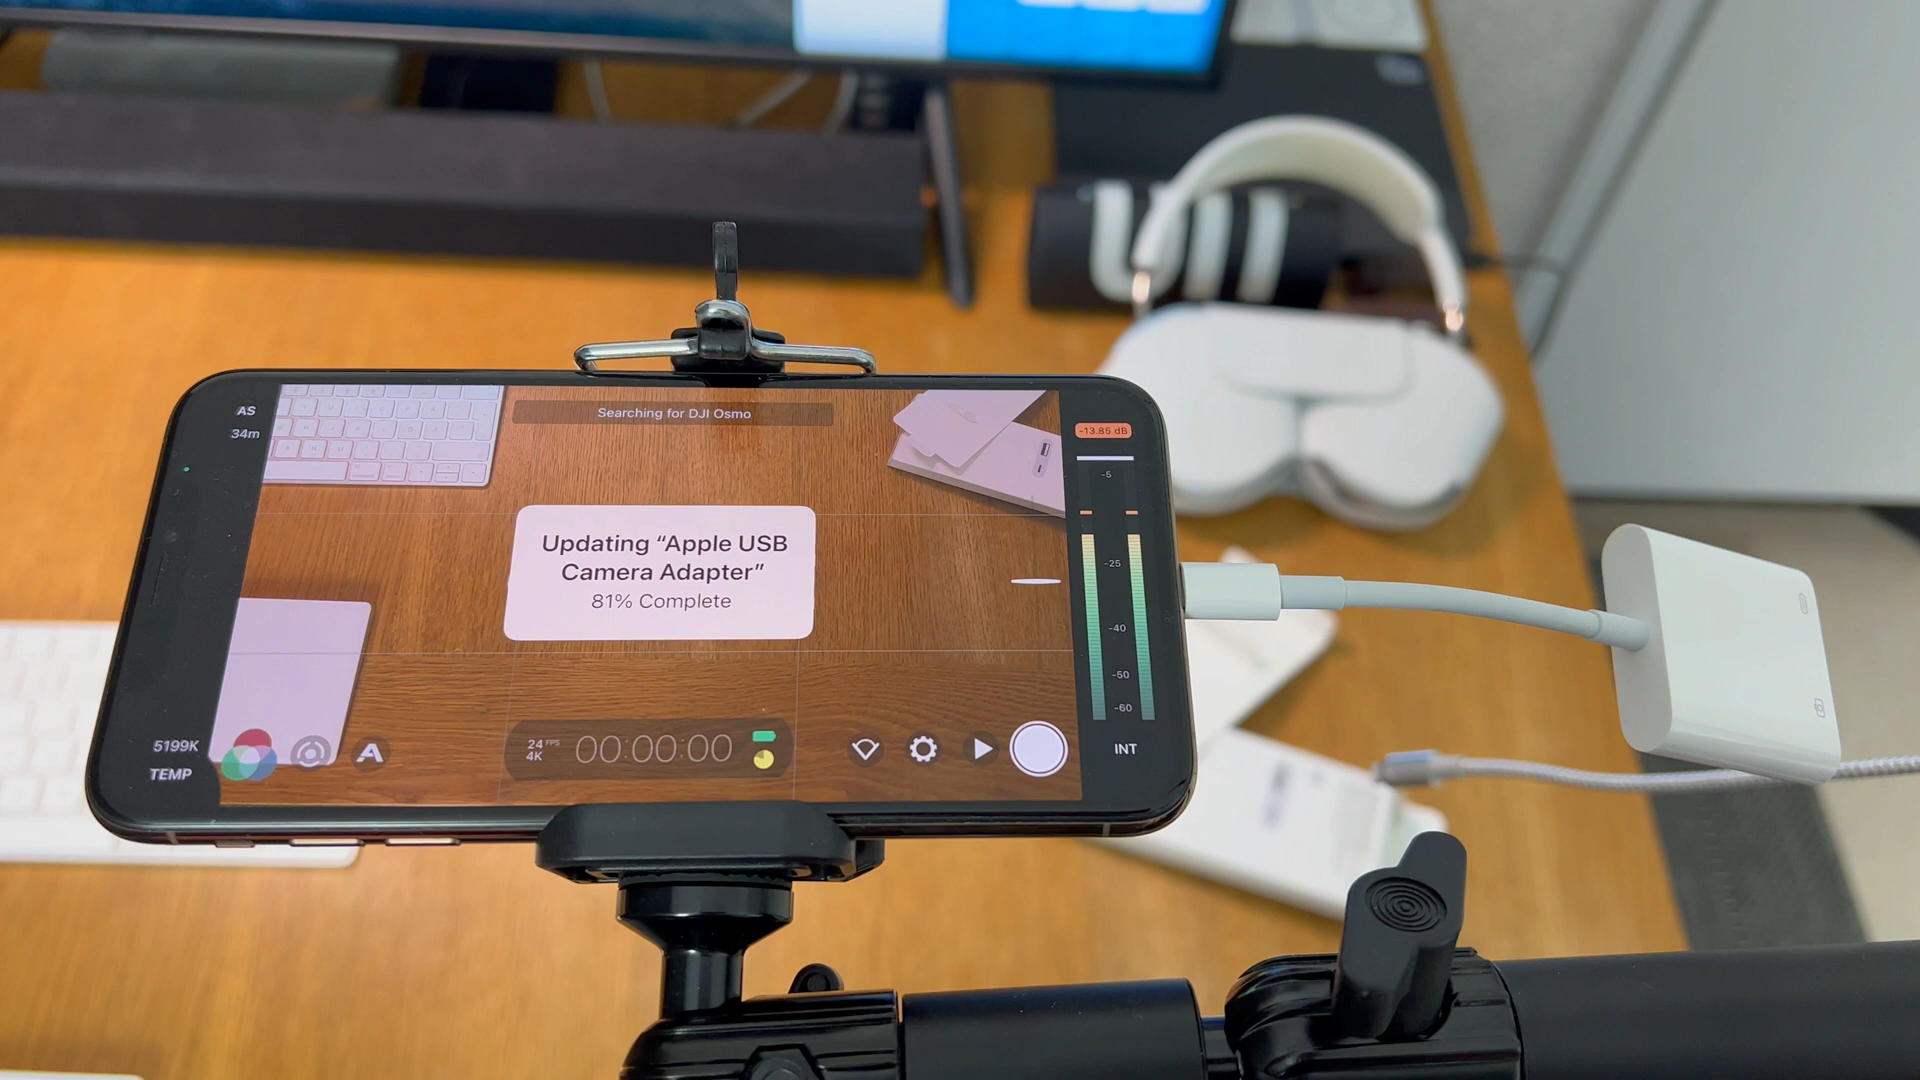 AS
34m
Searching for DJI Osmo
-13.85 dB
-5
Updating “Apple USB
Camera Adapter”
81% Complete
-25
-40
-50
-60
5199K
TEMP
24 FPS
4K
00:00:00
INT